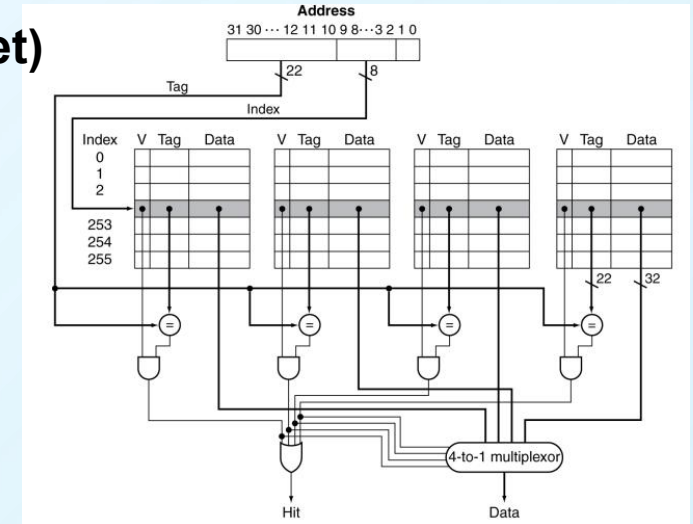 et)
Address
31 30 ··· 12 11 10 9 8···3 2 1 0
22
8
Tag
Index
Index V Tag Data V Tag Data V Tag Data V Tag Data
0
1
2
253
254
255
22
32
= = = =
4-to-1 multiplexor
Hit
Data